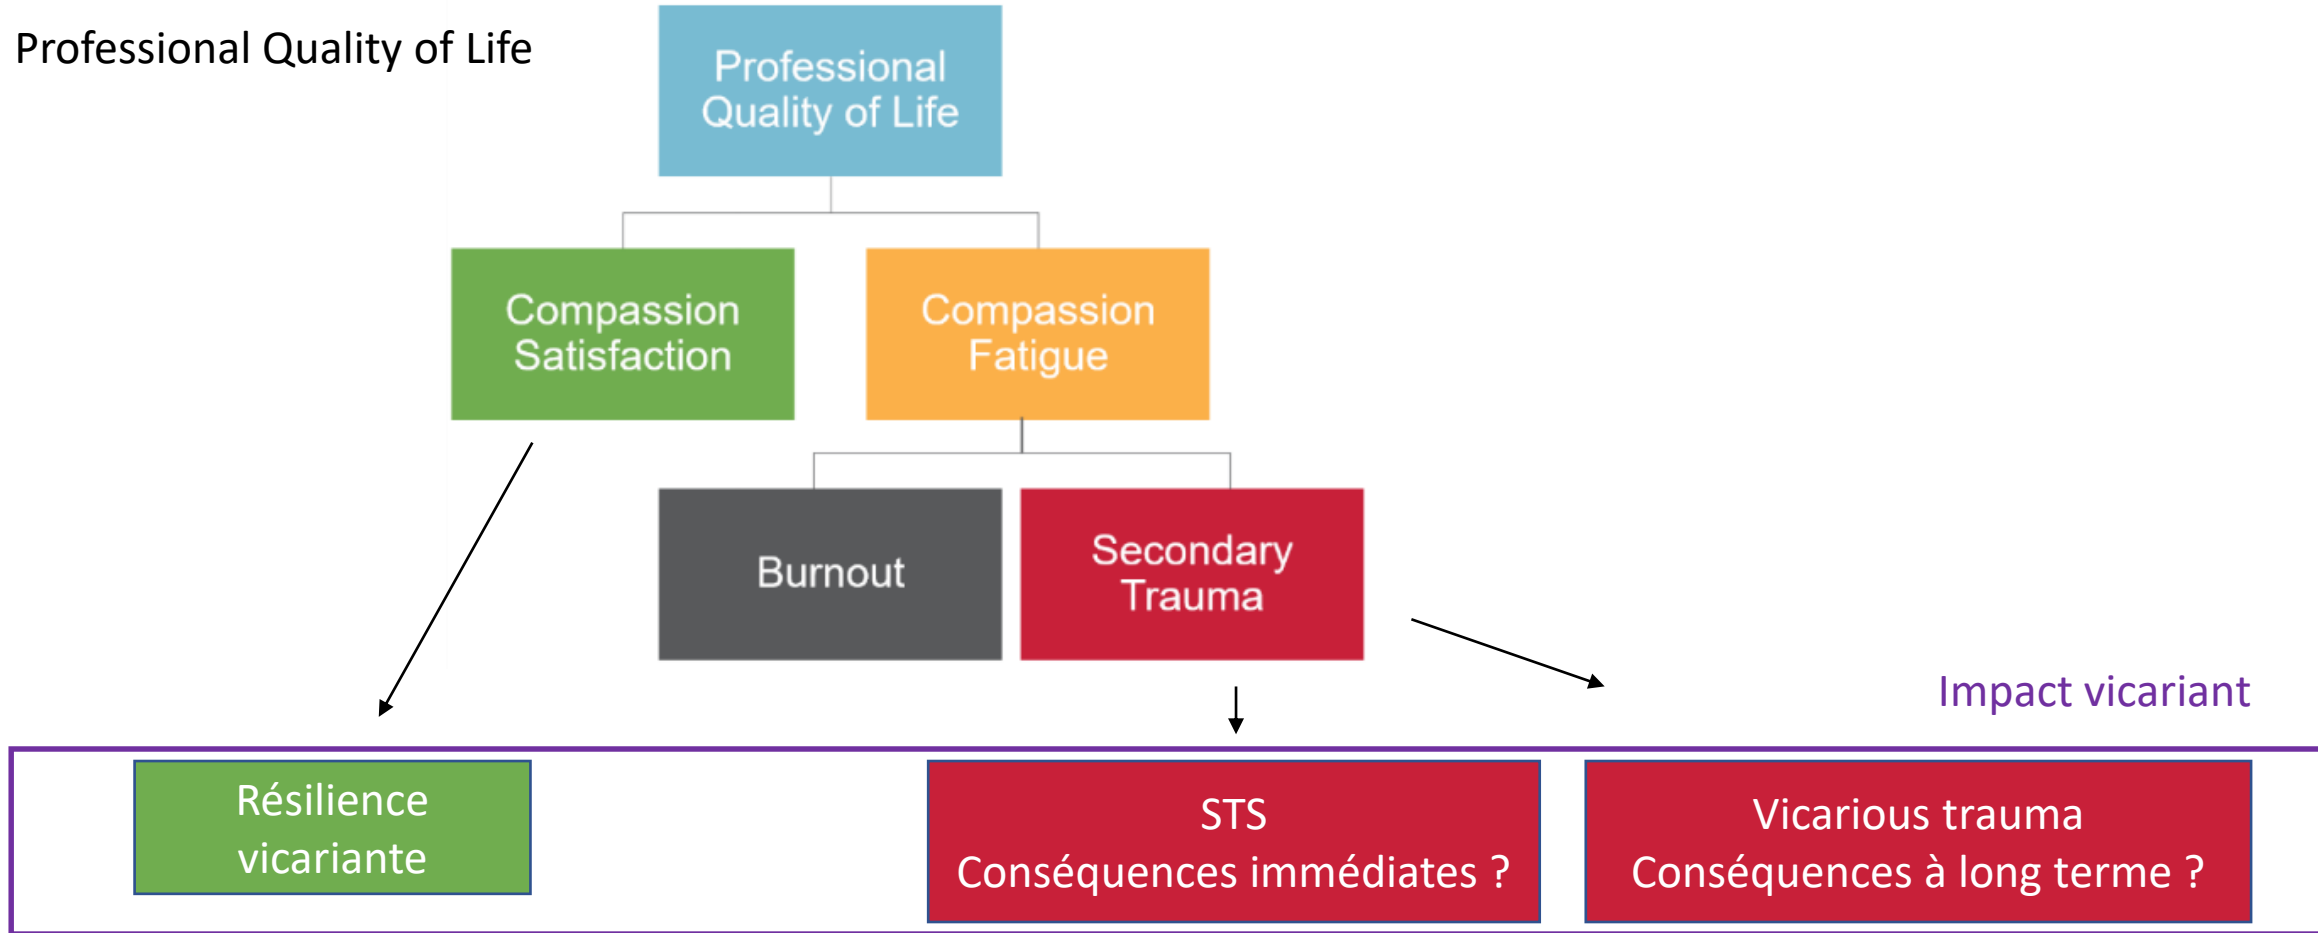 Professional Quality of Life
Professional
Quality of Life
Compassion
Satisfaction
Compassion
Fatigue
Burnout
Secondary
Trauma
Impact vicariant
Résilience
vicariante
STS
Conséquences immédiates ?
Vicarious trauma
Conséquences à long terme ?